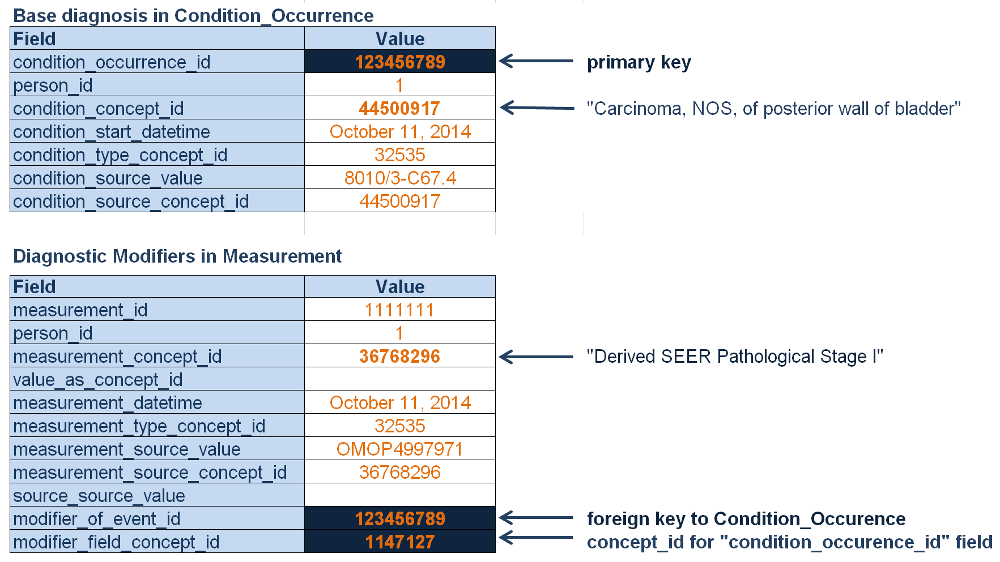 Base diagnosis in Condition_Occurrence
Field Value
condition_occurrence_id 123456789 primary key
person_id 1
condition_concept_id 44500917 "Carcinoma, NOS, of posterior wall of bladder"
condition_start_datetime October 11, 2014
condition_type_concept_id 32535
condition_source_value 8010/3-C67.4
condition_source_concept_id 44500917
Diagnostic Modifiers in Measurement
Field Value
measurement_id 1111111
person_id 1
measurement_concept_id 36768296 "Derived SEER Pathological Stage I"
value_as_concept_id
measurement_datetime October 11, 2014
measurement_type_concept_id 32535
measurement_source_value OMOP4997971
measurement_source_concept_id 36768296
source_source_value
modifier_of_event_id 123456789 foreign key to Condition_Occurence
modifier_field_concept_id 1147127 concept_id for "condition_occurence_id" field